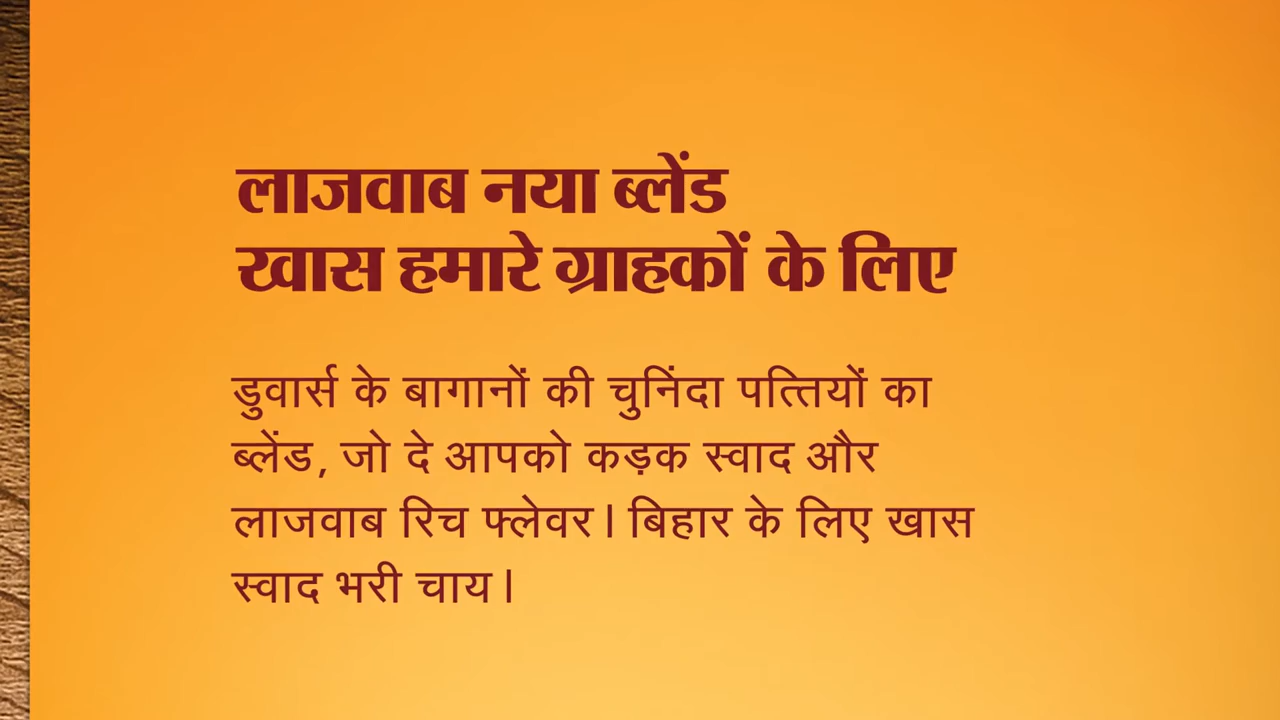 लाजवाब नया ब्लेंड
खास हमारे ग्राहकों के लिए
डुवार्स के बागानों की चुनिंदा पत्तियों का
ब्लेंड, जो दे आपको कड़क स्वाद और
लाजवाब रिच फ्लेवर। बिहार के लिए खास
स्वाद भरी चाय।